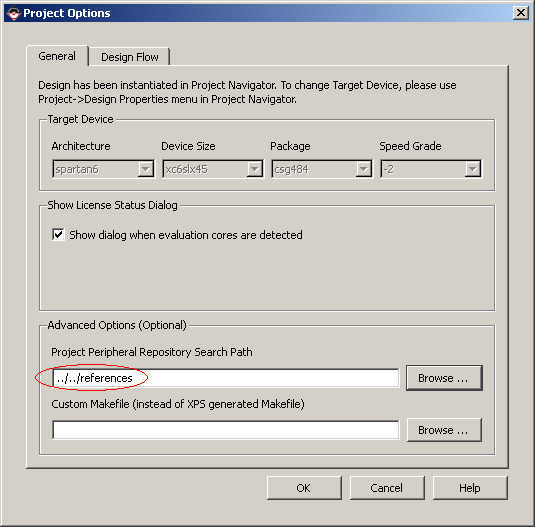 Project Options
General
Design Flow
Design has been instantiated in Project Navigator. To change Target Device, please use
Project->Design Properties menu in Project Navigator.
Target Device
Architecture Device Size Package Speed Grade
spartan6 xc6slx45 csg484 -2
Show License Status Dialog
Show dialog when evaluation cores are detected
Advanced Options (Optional)
Project Peripheral Repository Search Path
../../references Browse ...
Custom Makefile (instead of XPS generated Makefile)
Browse ...
OK Cancel Help